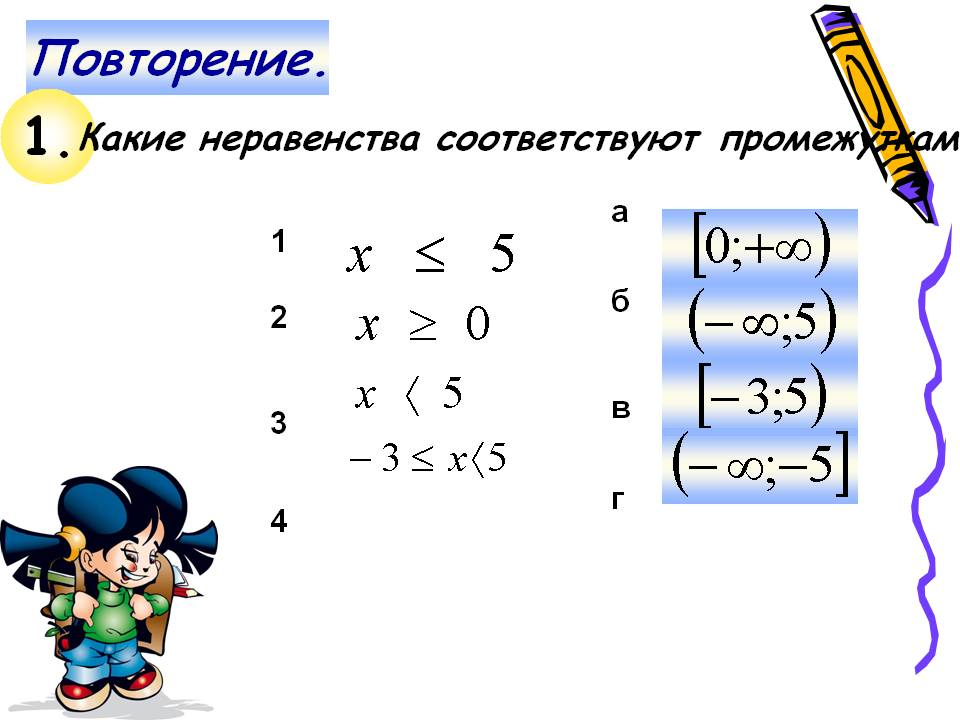 Повторение.
1. Какие неравенства соответствуют промежуткам
1 x ≤ 5
2 x ≥ 0
3 x 〈 5
4 − 3 ≤ x〈5
а [0;+∞)
б (− ∞;5)
в [− 3;5)
г (− ∞;−5]